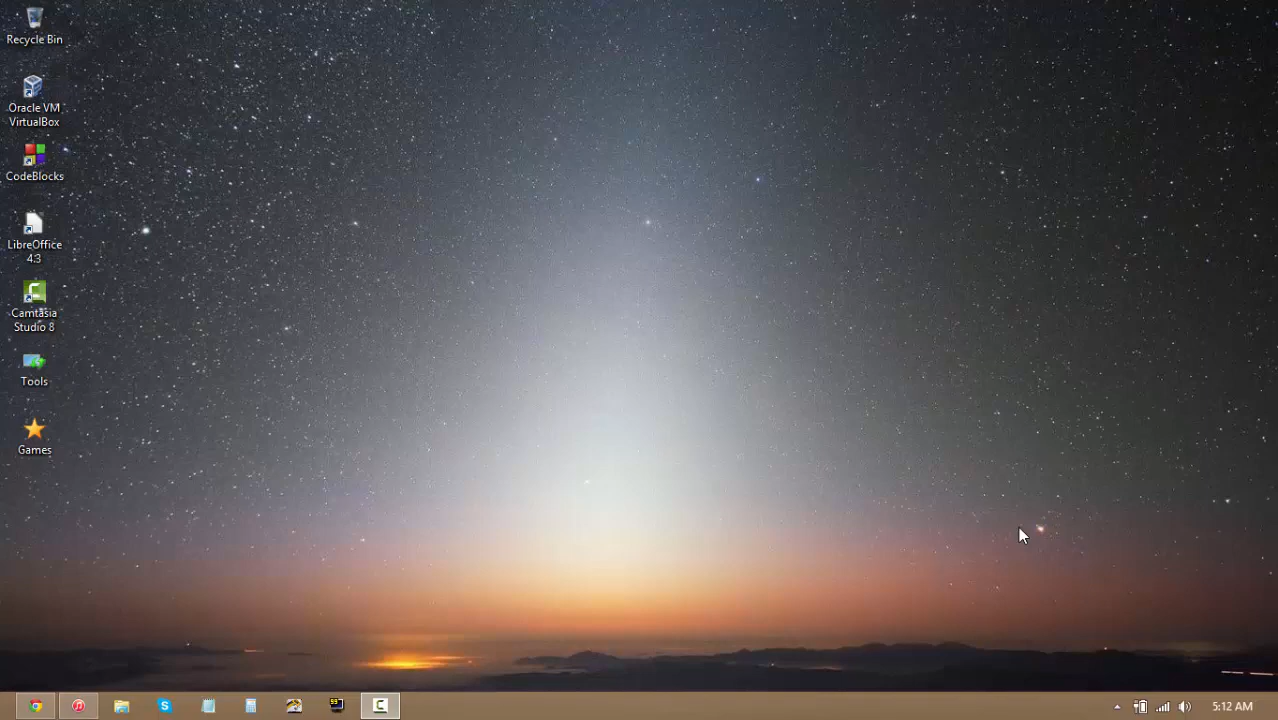 Recycle Bin
Oracle VM
VirtualBox
CodeBlocks
LibreOffice
4.3
Camtasia
Studio 8
Tools
Games
5:12 AM